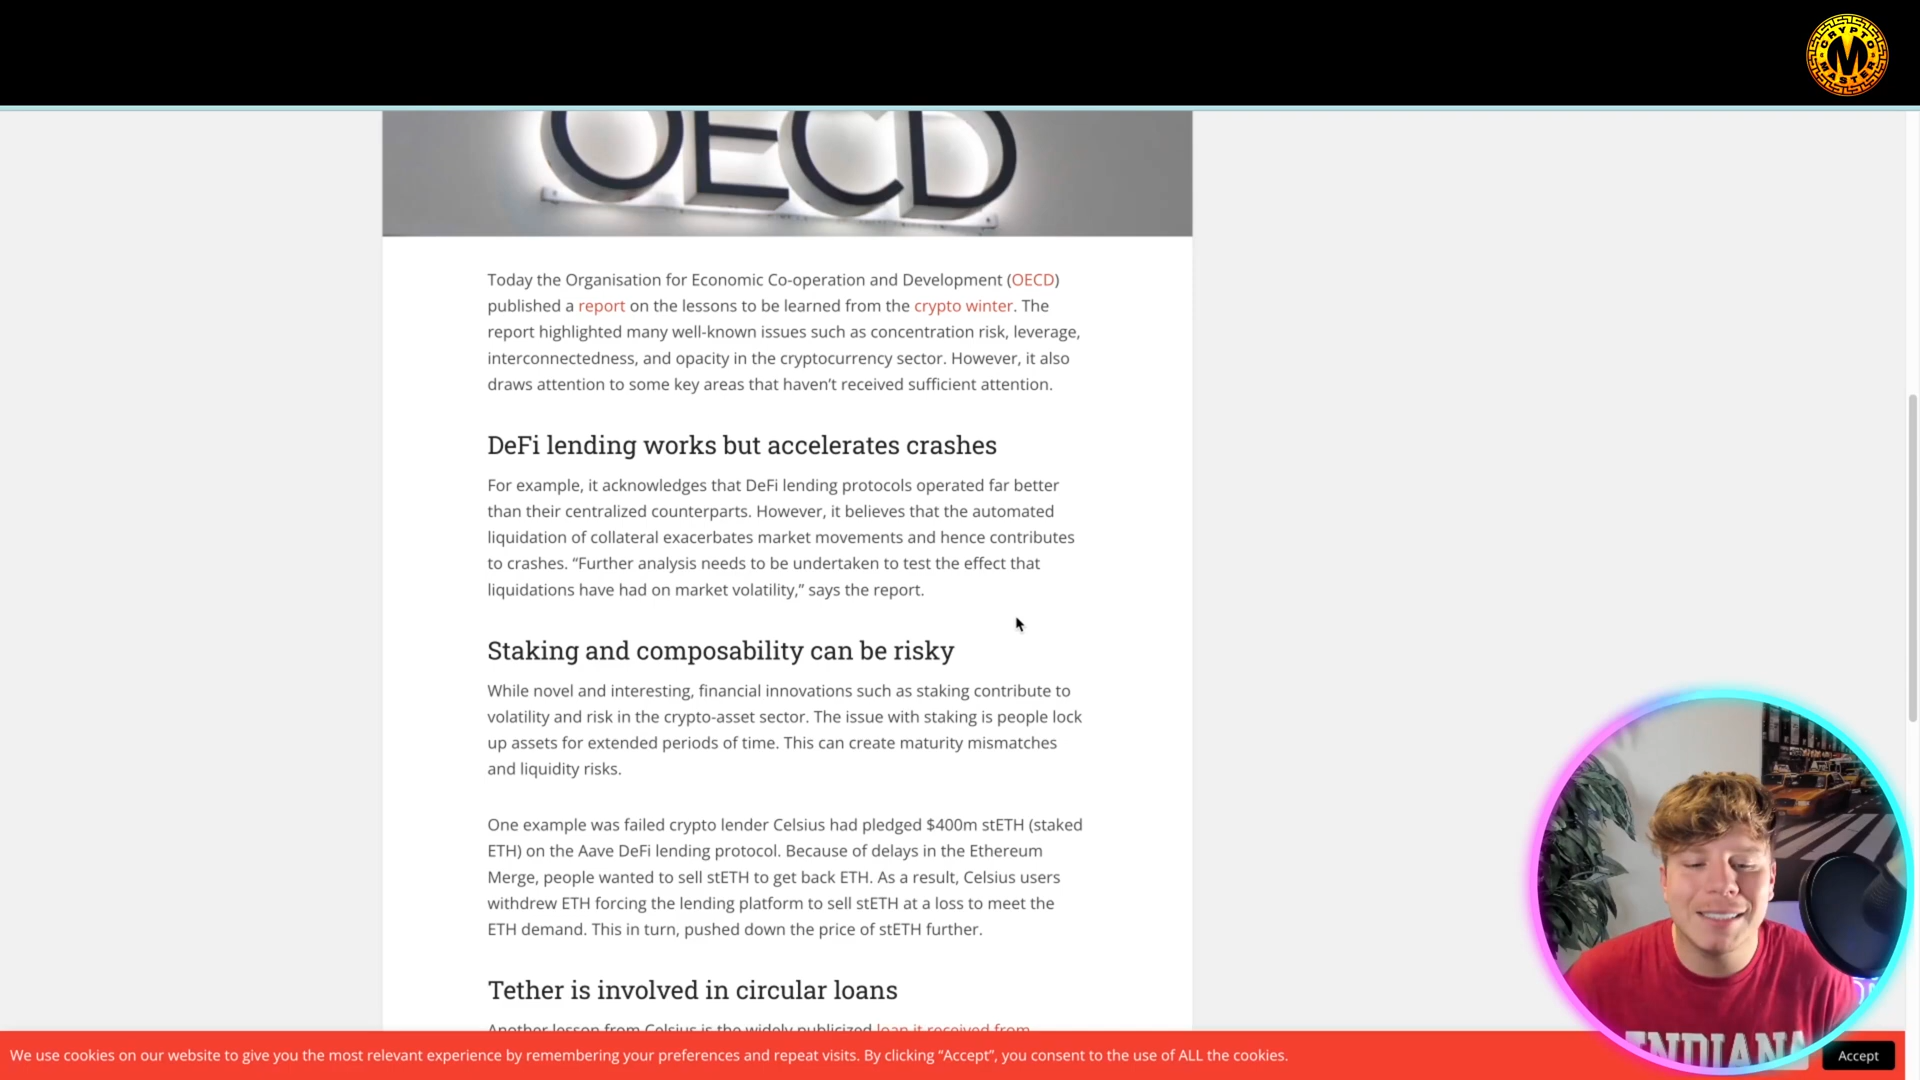 CRYPTO
M
MASTER
OECD
Today the Organisation for Economic Co-operation and Development (OECD)
published a report on the lessons to be learned from the crypto winter. The
report highlighted many well-known issues such as concentration risk, leverage,
interconnectedness, and opacity in the cryptocurrency sector. However, it also
draws attention to some key areas that haven’t received sufficient attention.
DeFi lending works but accelerates crashes
For example, it acknowledges that DeFi lending protocols operated far better
than their centralized counterparts. However, it believes that the automated
liquidation of collateral exacerbates market movements and hence contributes
to crashes. “Further analysis needs to be undertaken to test the effect that
liquidations have had on market volatility,” says the report.
Staking and composability can be risky
While novel and interesting, financial innovations such as staking contribute to
volatility and risk in the crypto-asset sector. The issue with staking is people lock
up assets for extended periods of time. This can create maturity mismatches
and liquidity risks.
One example was failed crypto lender Celsius had pledged $400m stETH (staked
ETH) on the Aave DeFi lending protocol. Because of delays in the Ethereum
Merge, people wanted to sell stETH to get back ETH. As a result, Celsius users
withdrew ETH forcing the lending platform to sell stETH at a loss to meet the
ETH demand. This in turn, pushed down the price of stETH further.
Tether is involved in circular loans
Another lesson from Celsius is the widely publicized loan it received from
We use cookies on our website to give you the most relevant experience by remembering your preferences and repeat visits. By clicking “Accept”, you consent to the use of ALL the cookies.
Accept
INDIANA